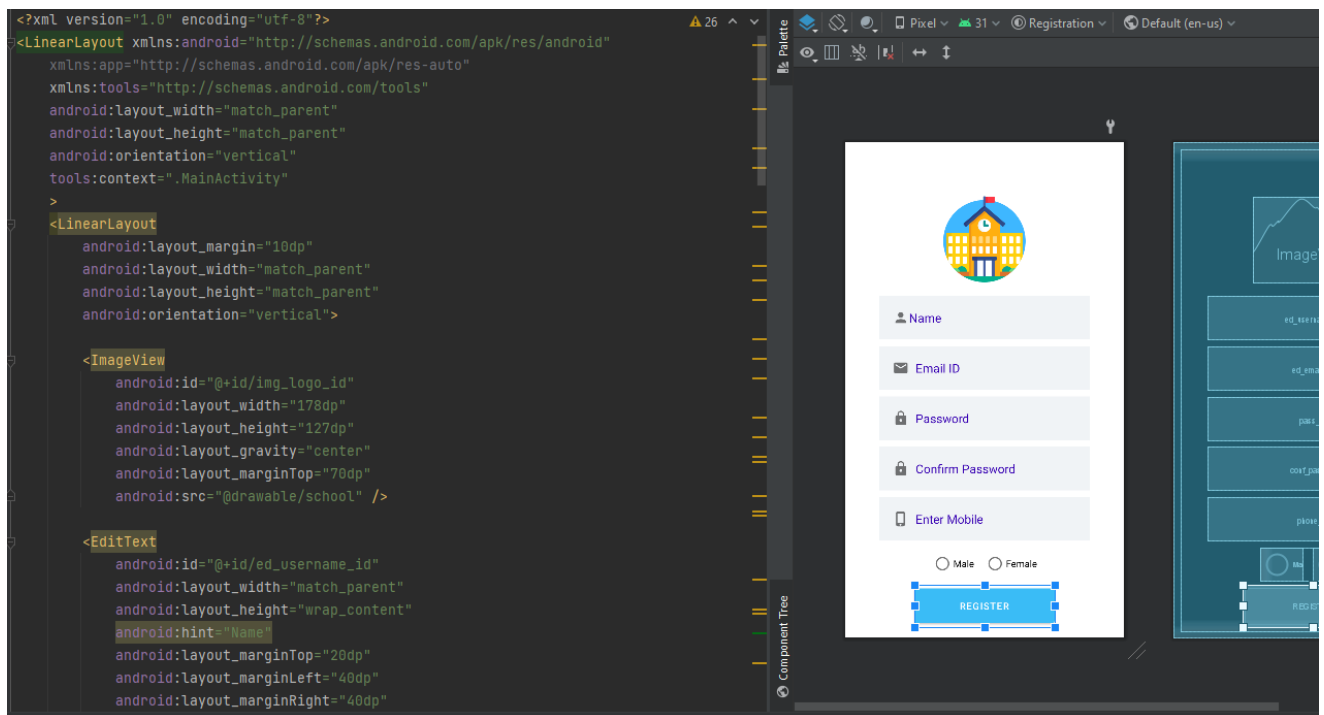 <?xml version="1.0" encoding="utf-8"?>
<LinearLayout xmlns:android="http://schemas.android.com/apk/res/android"
xmlns:app="http://schemas.android.com/apk/res-auto"
xmlns:tools="http://schemas.android.com/tools"
android:layout_width="match_parent"
android:layout_height="match_parent"
android:orientation="vertical"
tools:context=".MainActivity"
>
<LinearLayout
android:layout_margin="10dp"
android:layout_width="match_parent"
android:layout_height="match_parent"
android:orientation="vertical">
<ImageView
android:id="@+id/img_logo_id"
android:layout_width="178dp"
android:layout_height="127dp"
android:layout_gravity="center"
android:layout_marginTop="70dp"
android:src="@drawable/school" />
<EditText
android:id="@+id/ed_username_id"
android:layout_width="match_parent"
android:layout_height="wrap_content"
android:hint="Name"
android:layout_marginTop="20dp"
android:layout_marginLeft="40dp"
android:layout_marginRight="40dp"
26
Palette
Component Tree
Pixel 31 Registration Default (en-us)
Name
Email ID
Password
Confirm Password
Enter Mobile
Male Female
REGISTER